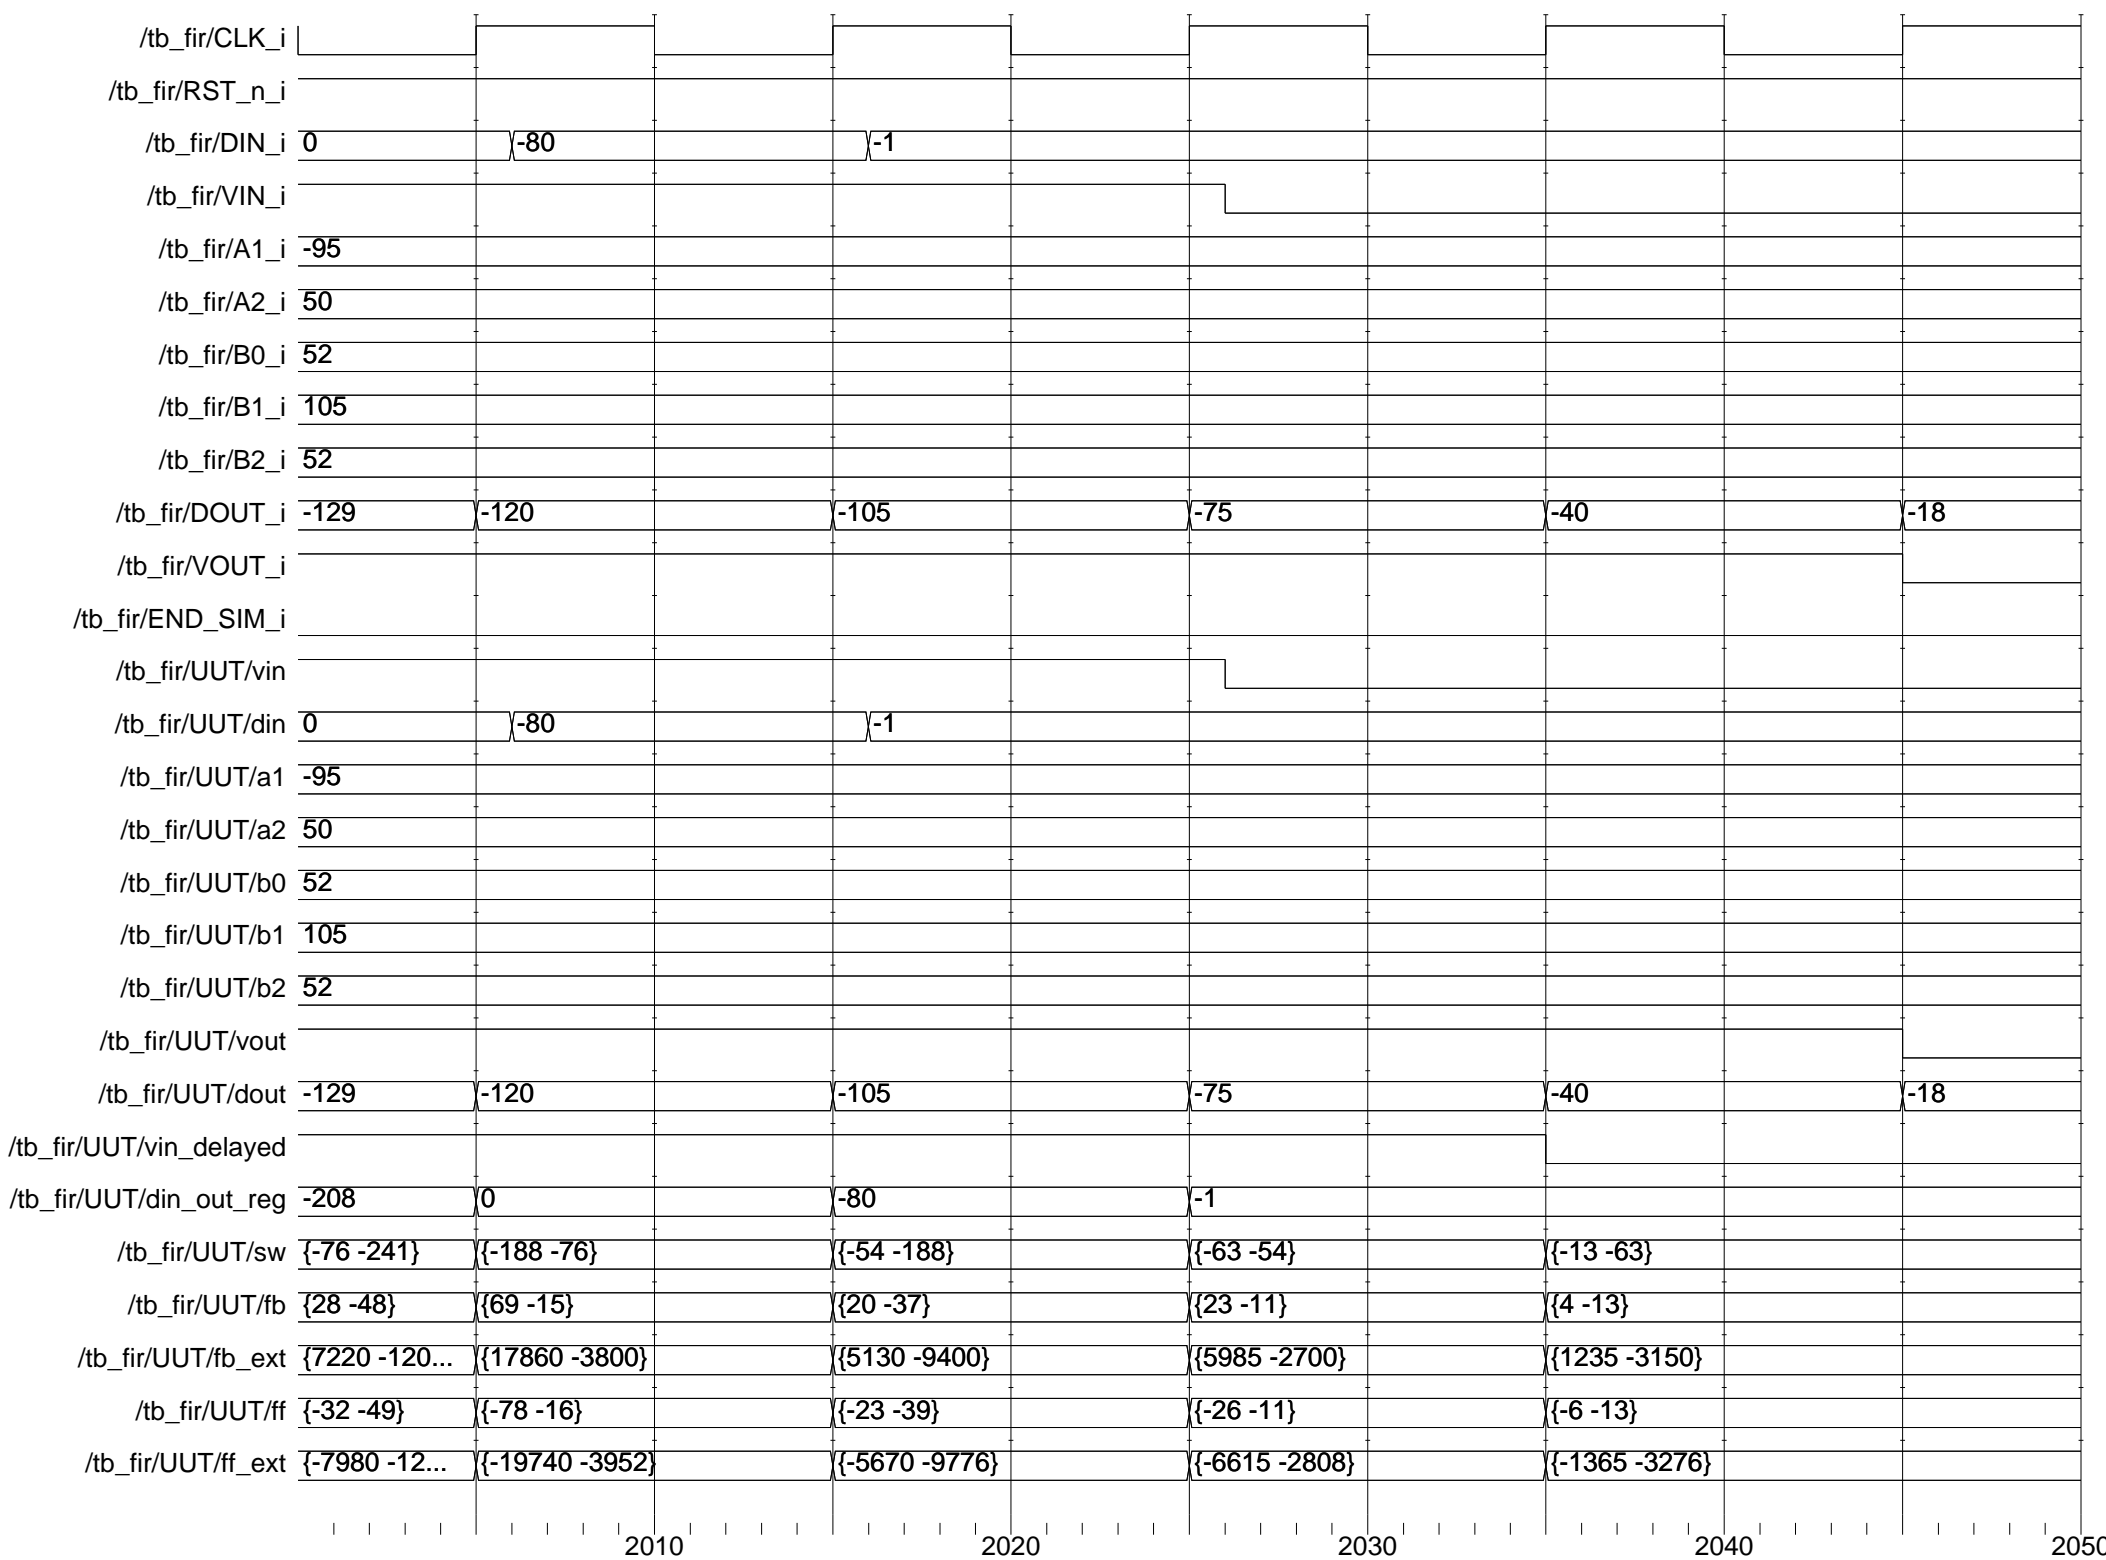 /tb_fir/CLK_i
/tb_fir/RST_n_i
/tb_fir/DIN_i 0 -80 -1
/tb_fir/VIN_i
/tb_fir/A1_i -95
/tb_fir/A2_i 50
/tb_fir/B0_i 52
/tb_fir/B1_i 105
/tb_fir/B2_i 52
/tb_fir/DOUT_i -129 -120 -105 -75 -40 -18
/tb_fir/VOUT_i
/tb_fir/END_SIM_i
/tb_fir/UUT/vin
/tb_fir/UUT/din 0 -80 -1
/tb_fir/UUT/a1 -95
/tb_fir/UUT/a2 50
/tb_fir/UUT/b0 52
/tb_fir/UUT/b1 105
/tb_fir/UUT/b2 52
/tb_fir/UUT/vout
/tb_fir/UUT/dout -129 -120 -105 -75 -40 -18
/tb_fir/UUT/vin_delayed
/tb_fir/UUT/din_out_reg -208 0 -80 -1
/tb_fir/UUT/sw {-76 -241} {-188 -76} {-54 -188} {-63 -54} {-13 -63}
/tb_fir/UUT/fb {28 -48} {69 -15} {20 -37} {23 -11} {4 -13}
/tb_fir/UUT/fb_ext {7220 -120... {17860 -3800} {5130 -9400} {5985 -2700} {1235 -3150}
/tb_fir/UUT/ff {-32 -49} {-78 -16} {-23 -39} {-26 -11} {-6 -13}
/tb_fir/UUT/ff_ext {-7980 -12... {-19740 -3952} {-5670 -9776} {-6615 -2808} {-1365 -3276}
2010 2020 2030 2040 2050